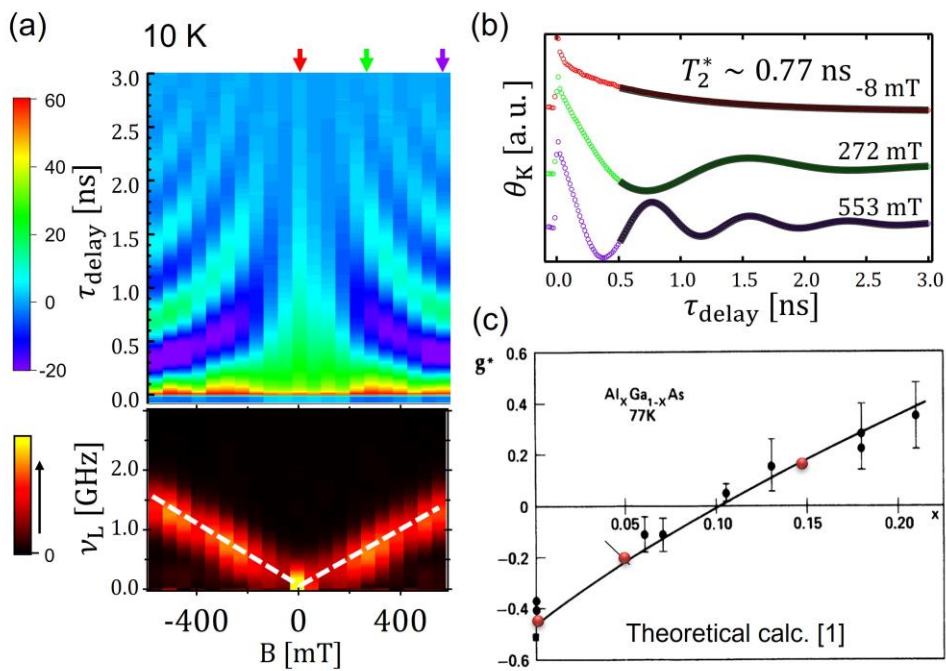 (a)
10 K
60
40
20
0
-20
τdelay [ns]
3.0
2.5
2.0
1.5
1.0
0.5
0.0
0
νL [GHz]
2.0
1.0
0.0
-400 0 400
B [mT]
(b)
T2* ~ 0.77 ns
-8 mT
272 mT
553 mT
θK [a. u.]
0.0 0.5 1.0 1.5 2.0 2.5 3.0
τdelay [ns]
(c)
g*
0.6
0.4
0.2
0
-0.2
-0.4
-0.6
AlXGa1-XAs
77K
0.05 0.10 0.15 0.20 x
Theoretical calc. [1]